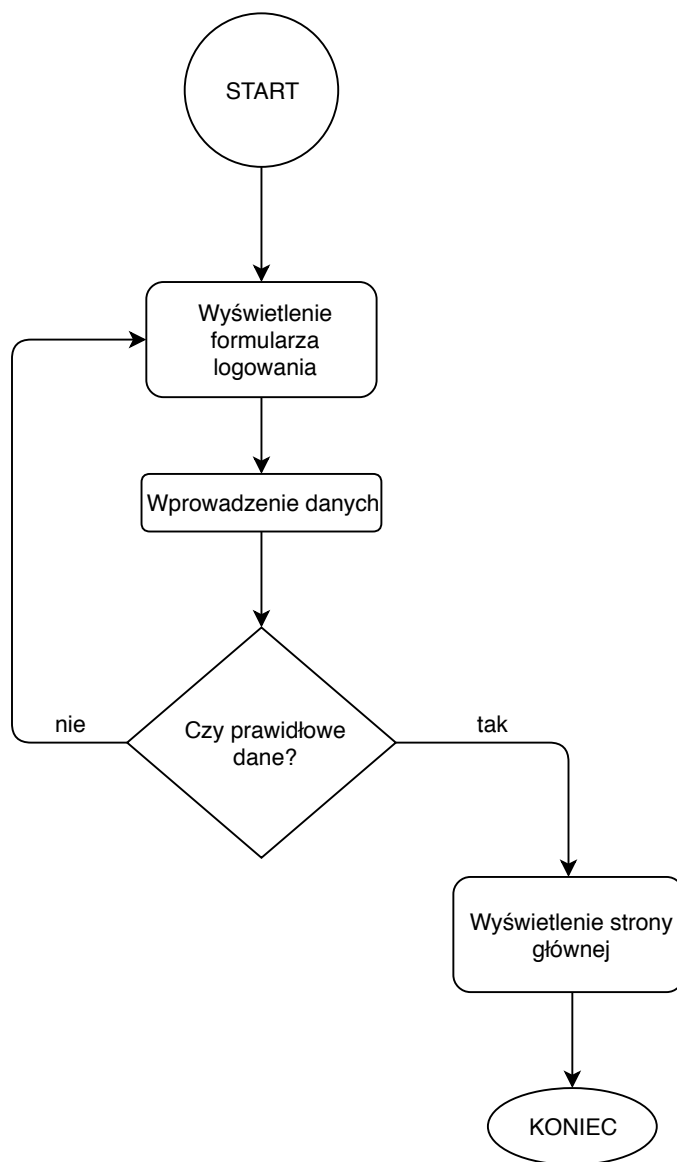 START
Wyświetlenie
formularza
logowania
Wprowadzenie danych
Czy prawidłowe
dane?
nie
tak
Wyświetlenie strony
głównej
KONIEC